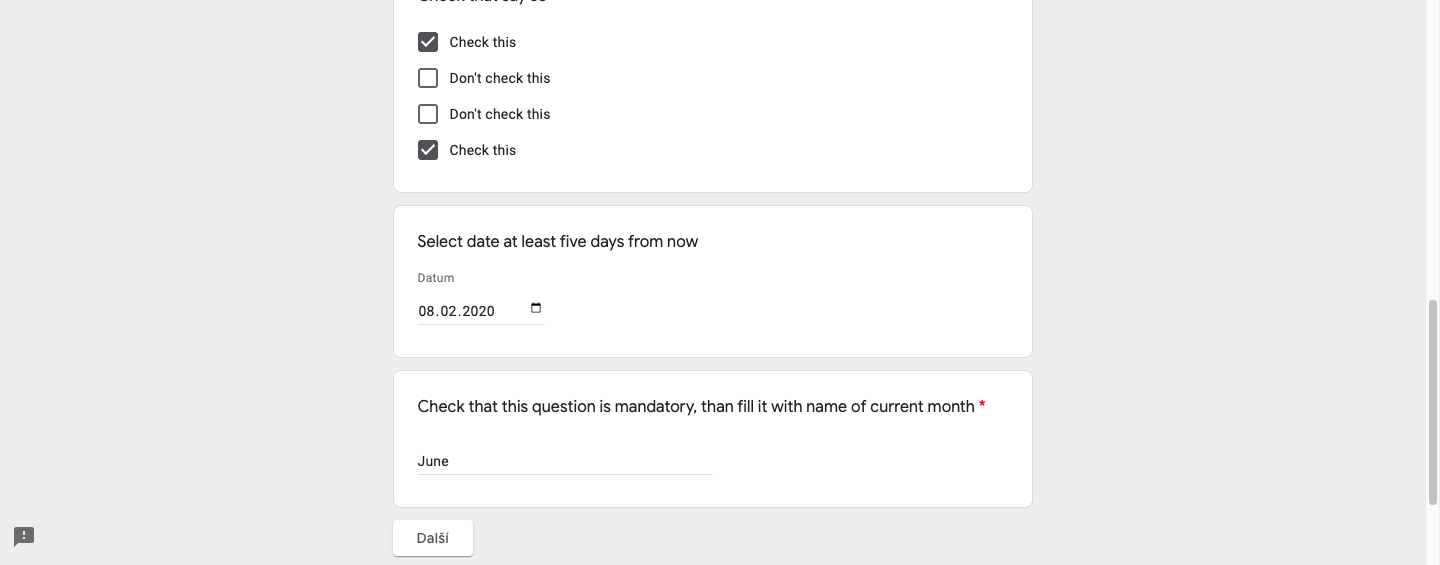 Check this
Don't check this
Don't check this
Check this
Select date at least five days from now
Datum
08.02.2020
Check that this question is mandatory, than fill it with name of current month *
June
Další